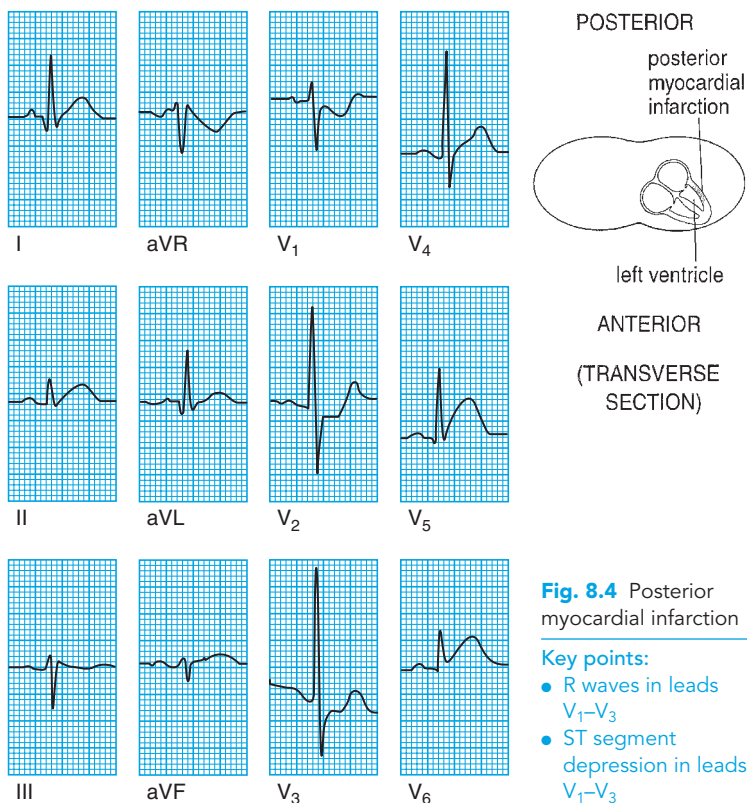 I
aVR
V₁
V₄
II
aVL
V₂
V₅
III
aVF
V₃
V₆
POSTERIOR
posterior
myocardial
infarction
left ventricle
ANTERIOR
(TRANSVERSE
SECTION)
Fig. 8.4 Posterior
myocardial infarction
Key points:
● R waves in leads
V₁–V₃
● ST segment
depression in leads
V₁–V₃